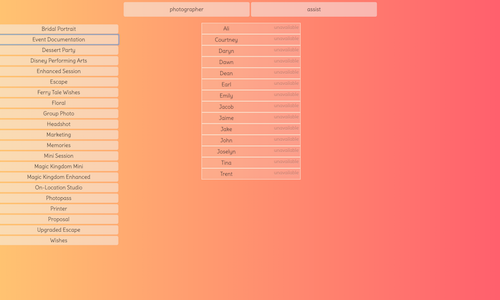 photographer
assist
Bridal Portrait
Event Documentation
Dessert Party
Disney Performing Arts
Enhanced Session
Escape
Ferry Tale Wishes
Floral
Group Photo
Headshot
Marketing
Memories
Mini Session
Magic Kingdom Mini
Magic Kingdom Enhanced
On-Location Studio
Photopass
Printer
Proposal
Upgraded Escape
Wishes
Ali
Courtney
Daryn
Dawn
Dean
Earl
Emily
Jacob
Jaime
Jake
John
Joselyn
Tina
Trent